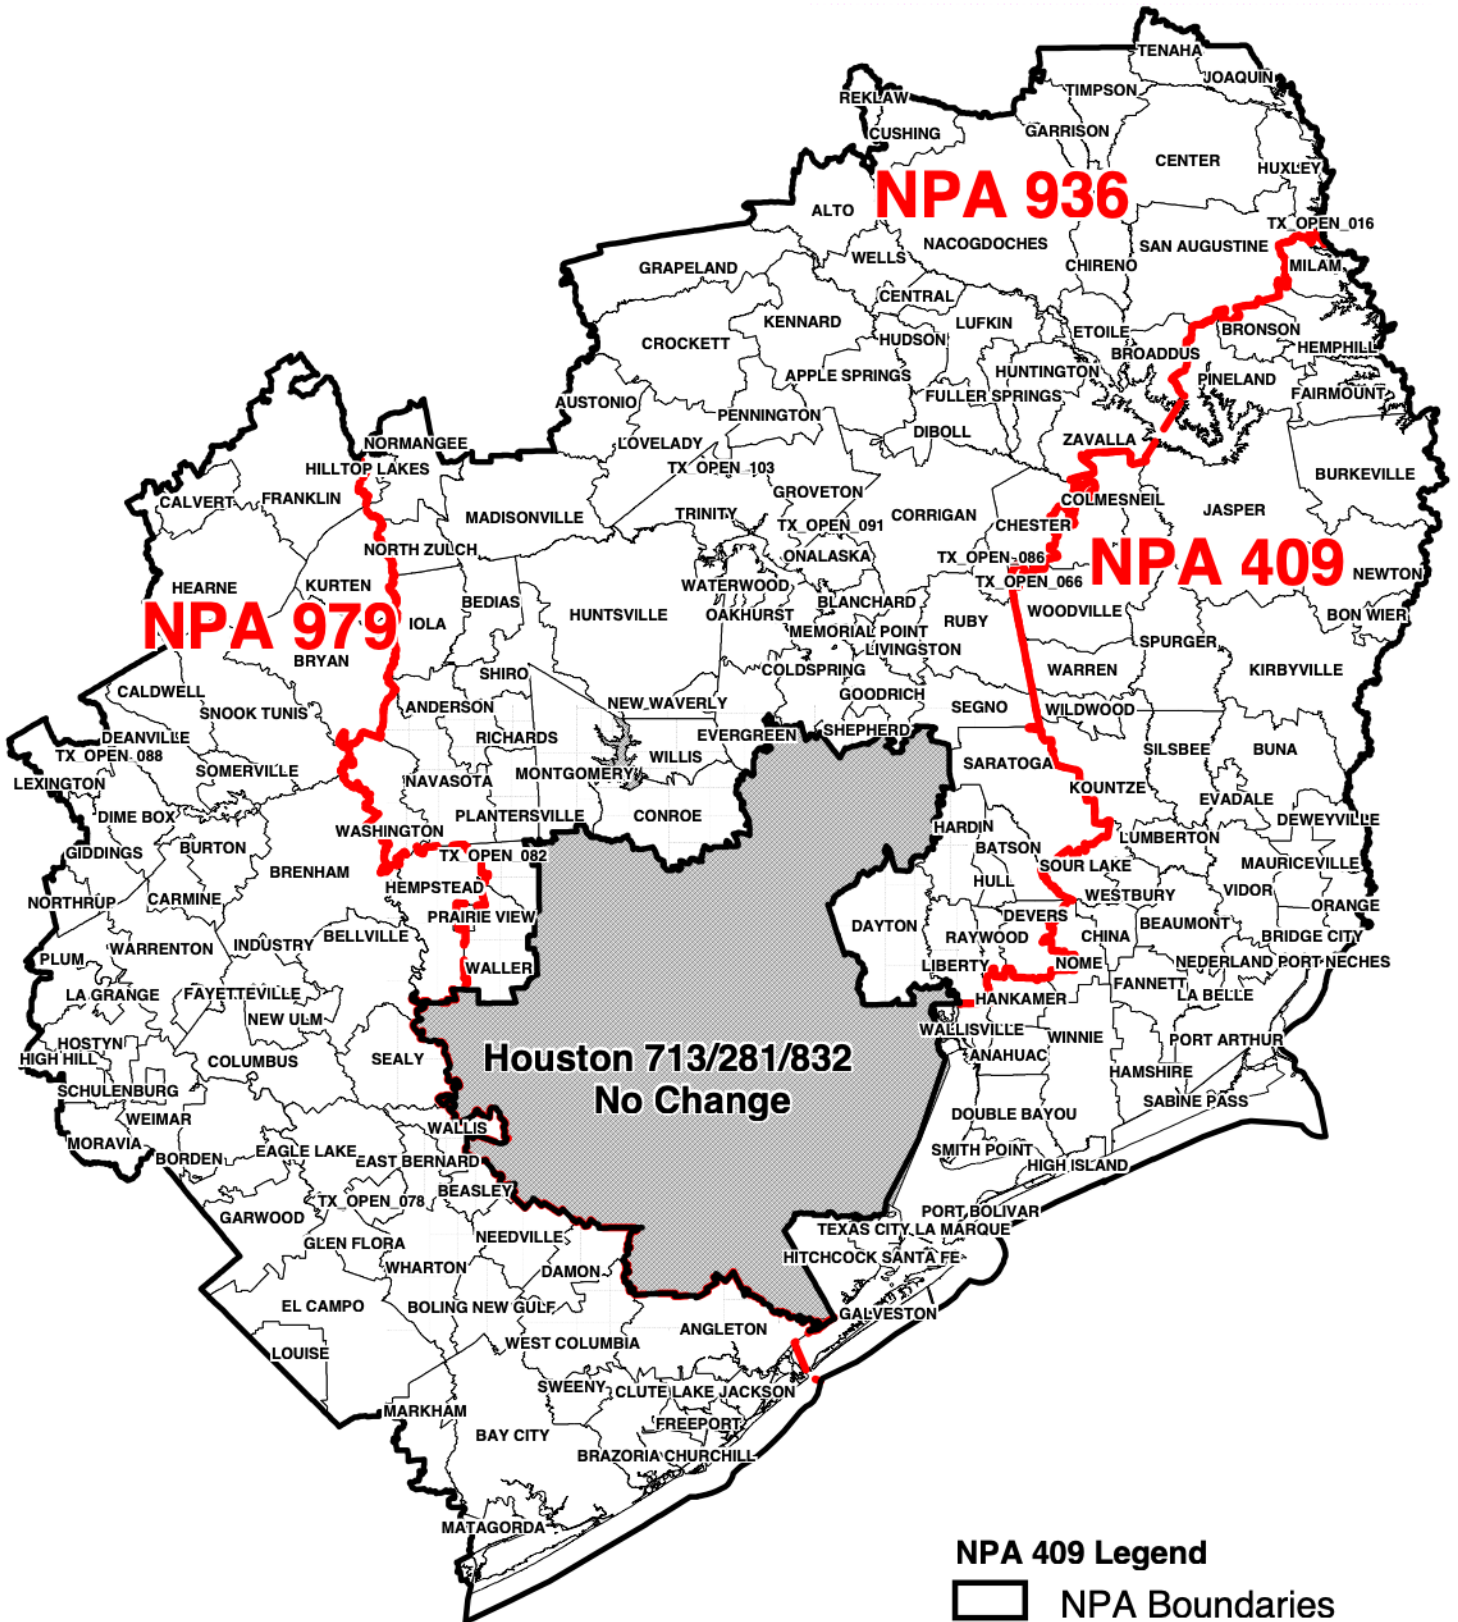 TENAHA
JOAQUIN
TIMPSON
REKLAW
CUSHING
GARRISON
CENTER
HUXLEY
NPA 936
ALTO
TX_OPEN_016
NACOGDOCHES
SAN AUGUSTINE
WELLS
CHIRENO
MILAM
GRAPELAND
CENTRAL
KENNARD
LUFKIN
ETOILE
BRONSON
CROCKETT
HUDSON
BROADDUS
HEMPHILL
APPLE SPRINGS
HUNTINGTON
PINELAND
FULLER SPRINGS
FAIRMOUNT
AUSTONIO
PENNINGTON
DIBOLL
NORMANGEE
LOVELADY
ZAVALLA
HILLTOP LAKES
TX_OPEN_103
BURKEVILLE
CALVERT
FRANKLIN
GROVETON
COLMESNEIL
MADISONVILLE
TRINITY
TX_OPEN_091
CORRIGAN
CHESTER
JASPER
NORTH ZULCH
ONALASKA
TX_OPEN_086
NPA 409
HEARNE
KURTEN
WATERWOOD
TX_OPEN_066
NEWTON
BEDIAS
HUNTSVILLE
OAKHURST
BLANCHARD
WOODVILLE
BON WIER
NPA 979
IOLA
MEMORIAL POINT
RUBY
SPURGER
BRYAN
LIVINGSTON
SHIRO
COLDSPRING
WARREN
KIRBYVILLE
CALDWELL
GOODRICH
SNOOK TUNIS
ANDERSON
NEW WAVERLY
SEGNO
WILDWOOD
DEANVILLE
RICHARDS
EVERGREEN
SHEPHERD
TX_OPEN_088
WILLIS
SILSBEE
BUNA
LEXINGTON
SOMERVILLE
NAVASOTA
MONTGOMERY
SARATOGA
KOUNTZE
DIME BOX
PLANTERSVILLE
CONROE
EVADALE
WASHINGTON
HARDIN
LUMBERTON
DEWEYVILLE
GIDDINGS
BURTON
TX_OPEN_082
BATSON
BRENHAM
SOUR LAKE
MAURICEVILLE
HEMPSTEAD
HULL
WESTBURY
VIDOR
NORTHRUP
CARMINE
PRAIRIE VIEW
DAYTON
DEVERS
BEAUMONT
ORANGE
WARRENTON
INDUSTRY
BELLVILLE
RAYWOOD
CHINA
BRIDGE CITY
PLUM
WALLER
LIBERTY
NOME
NEDERLAND PORT NECHES
LA GRANGE
FAYETTEVILLE
HANKAMER
FANNETT
LA BELLE
NEW ULM
WALLISVILLE
WINNIE
PORT ARTHUR
HOSTYN
HIGH HILL
COLUMBUS
SEALY
Houston 713/281/832
No Change
ANAHUAC
HAMSHIRE
SCHULENBURG
SABINE PASS
WEIMAR
WALLIS
DOUBLE BAYOU
MORAVIA
BORDEN
EAGLE LAKE
EAST BERNARD
SMITH POINT
HIGH ISLAND
TX_OPEN_078
BEASLEY
GARWOOD
PORT BOLIVAR
GLEN FLORA
NEEDVILLE
TEXAS CITY LA MARQUE
WHARTON
DAMON
HITCHCOCK SANTA FE
EL CAMPO
BOLING NEW GULF
GALVESTON
LOUISE
WEST COLUMBIA
ANGLETON
SWEENY
CLUTE LAKE JACKSON
MARKHAM
FREEPORT
BAY CITY
BRAZORIA CHURCHILL
MATAGORDA
NPA 409 Legend
NPA Boundaries